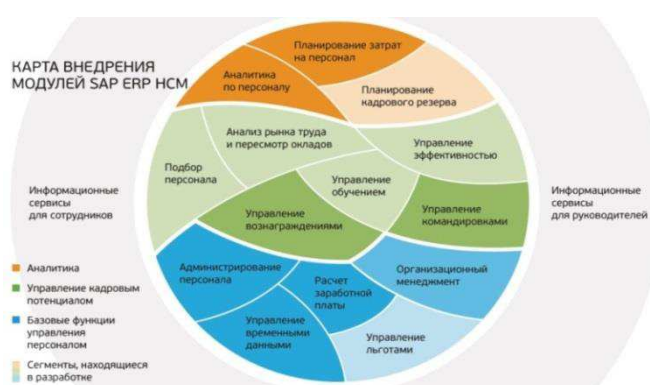 КАРТА ВНЕДРЕНИЯ
МОДУЛЕЙ SAP ERP HCM
Планирование затрат
на персонал
Аналитика
по персоналу
Планирование
кадрового резерва
Анализ рынка труда
и пересмотр окладов
Управление
эффективностью
Подбор
персонала
Управление
обучением
Информационные
сервисы
для сотрудников
Информационные
сервисы
для руководителей
Управление
вознаграждениями
Управление
командировками
Администрирование
персонала
Расчет
заработной
платы
Организационный
менеджмент
Управление
временными
данными
Управление
льготами
Аналитика
Управление кадровым
потенциалом
Базовые функции
управления
персоналом
Сегменты, находящиеся
в разработке